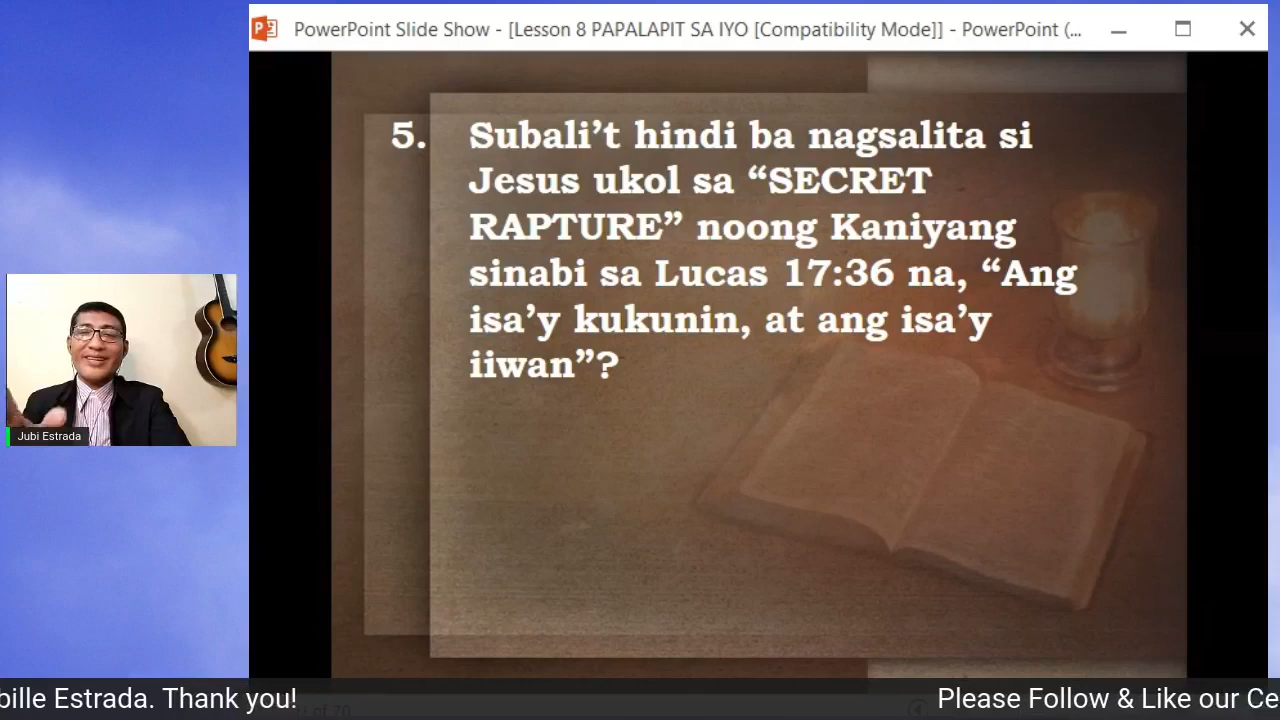 PowerPoint Slide Show - [Lesson 8 PAPALAPIT SA IYO [Compatibility Mode]] - PowerPoint (...
5. Subali’t hindi ba nagsalita si
Jesus ukol sa “SECRET
RAPTURE” noong Kaniyang
sinabi sa Lucas 17:36 na, “Ang
isa’y kukunin, at ang isa’y
iiwan”?
Jubi Estrada
bille Estrada. Thank you!
Please Follow & Like our Ce